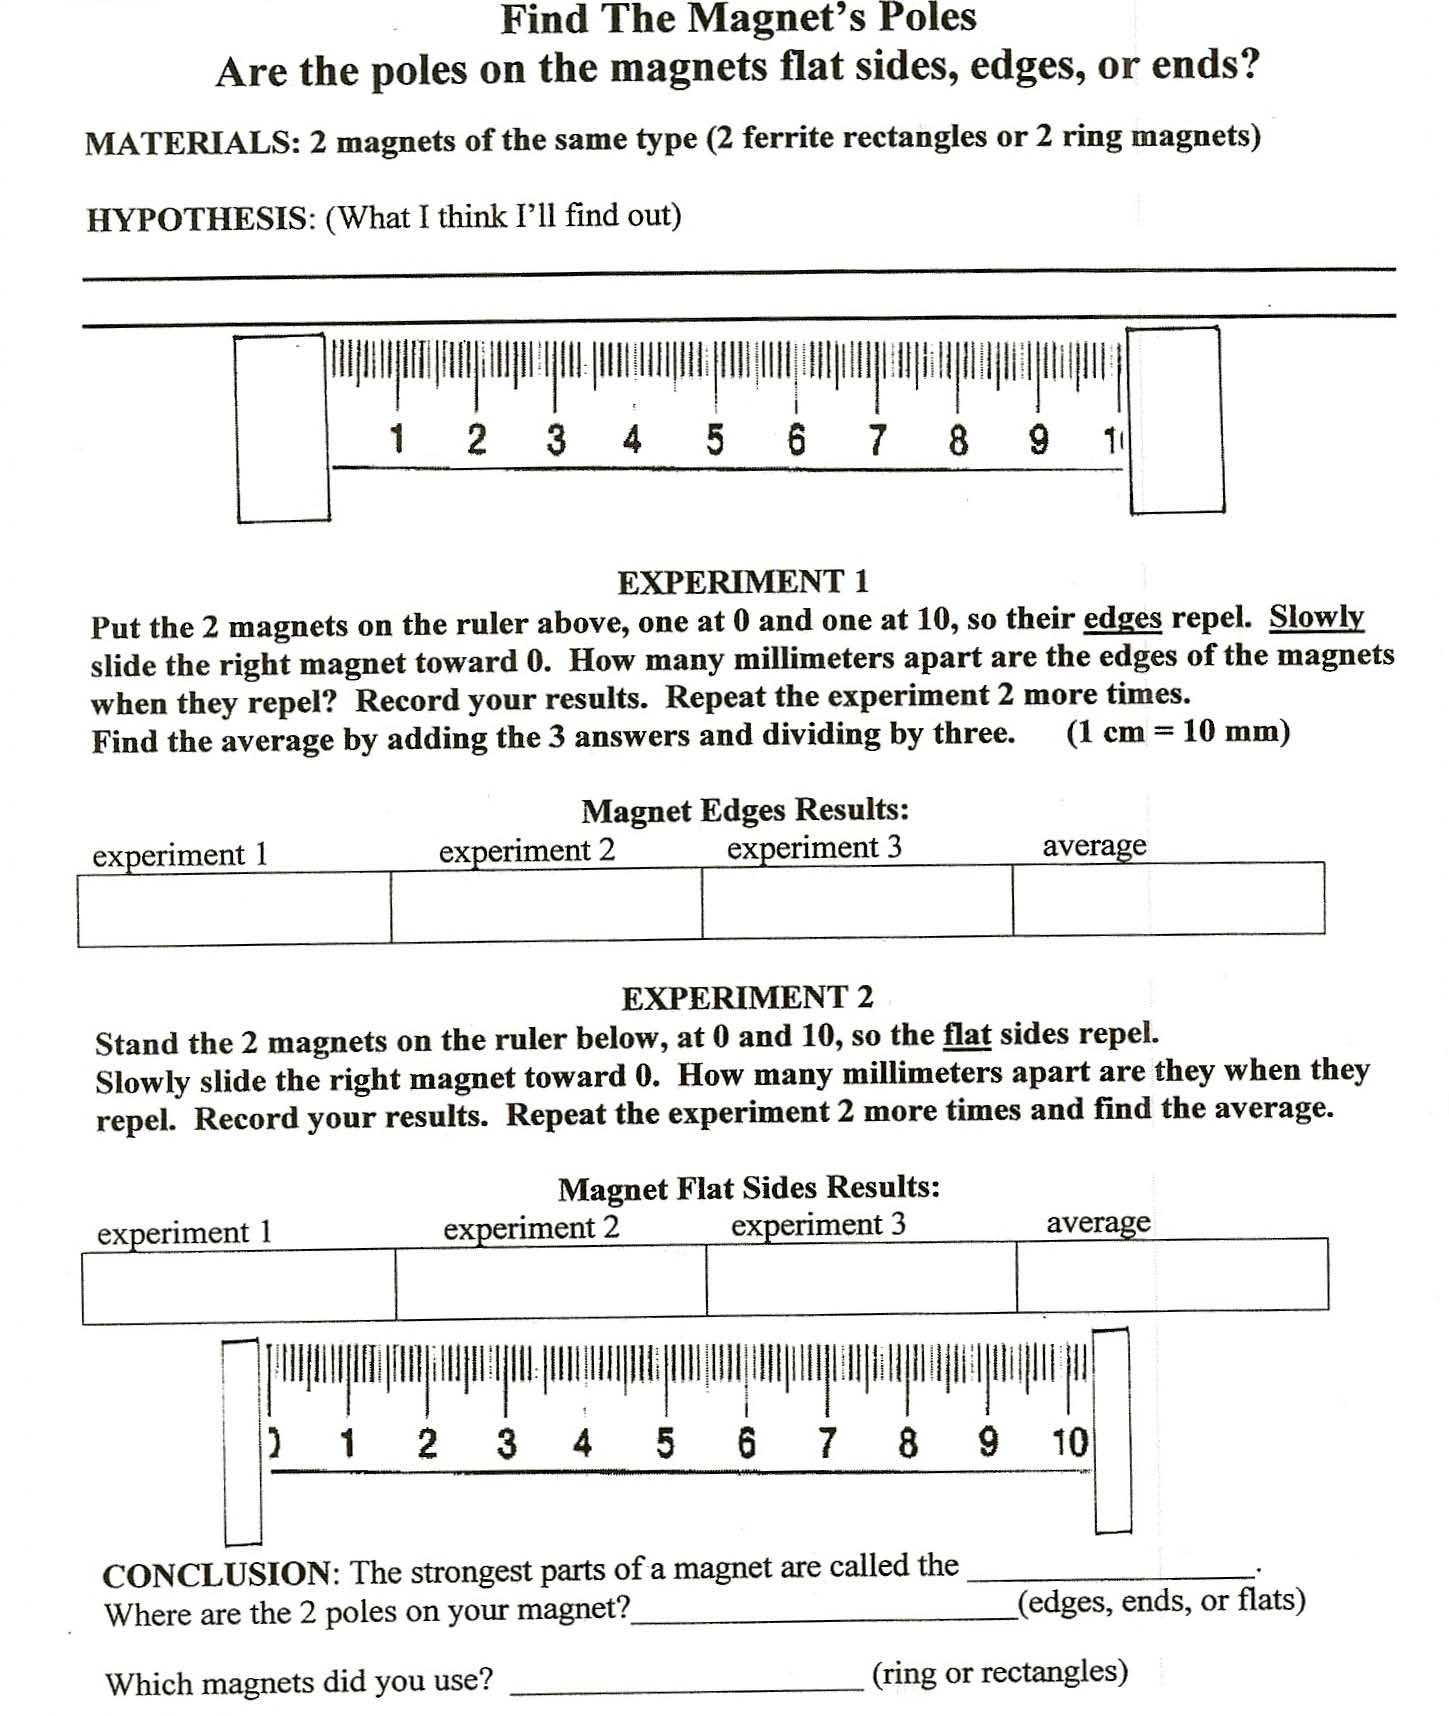 Find The Magnet's Poles
Are the poles on the magnets flat sides, edges, or ends?
MATERIALS: 2 magnets of the same type (2 ferrite rectangles or 2 ring magnets)
HYPOTHESIS: (What I think I'll find out)
1 2 3 4 5 6 7 8 9 1
EXPERIMENT 1
Put the 2 magnets on the ruler above, one at 0 and one at 10, so their edges repel. Slowly
slide the right magnet toward 0. How many millimeters apart are the edges of the magnets
when they repel? Record your results. Repeat the experiment 2 more times.
Find the average by adding the 3 answers and dividing by three. (1 cm = 10 mm)
Magnet Edges Results:
experiment 1 experiment 2 experiment 3 average
EXPERIMENT 2
Stand the 2 magnets on the ruler below, at 0 and 10, so the flat sides repel.
Slowly slide the right magnet toward 0. How many millimeters apart are they when they
repel. Record your results. Repeat the experiment 2 more times and find the average.
Magnet Flat Sides Results:
experiment 1 experiment 2 experiment 3 average
1 2 3 4 5 6 7 8 9 10
CONCLUSION: The strongest parts of a magnet are called the ____________.
Where are the 2 poles on your magnet?____________(edges, ends, or flats)
Which magnets did you use? ____________ (ring or rectangles)